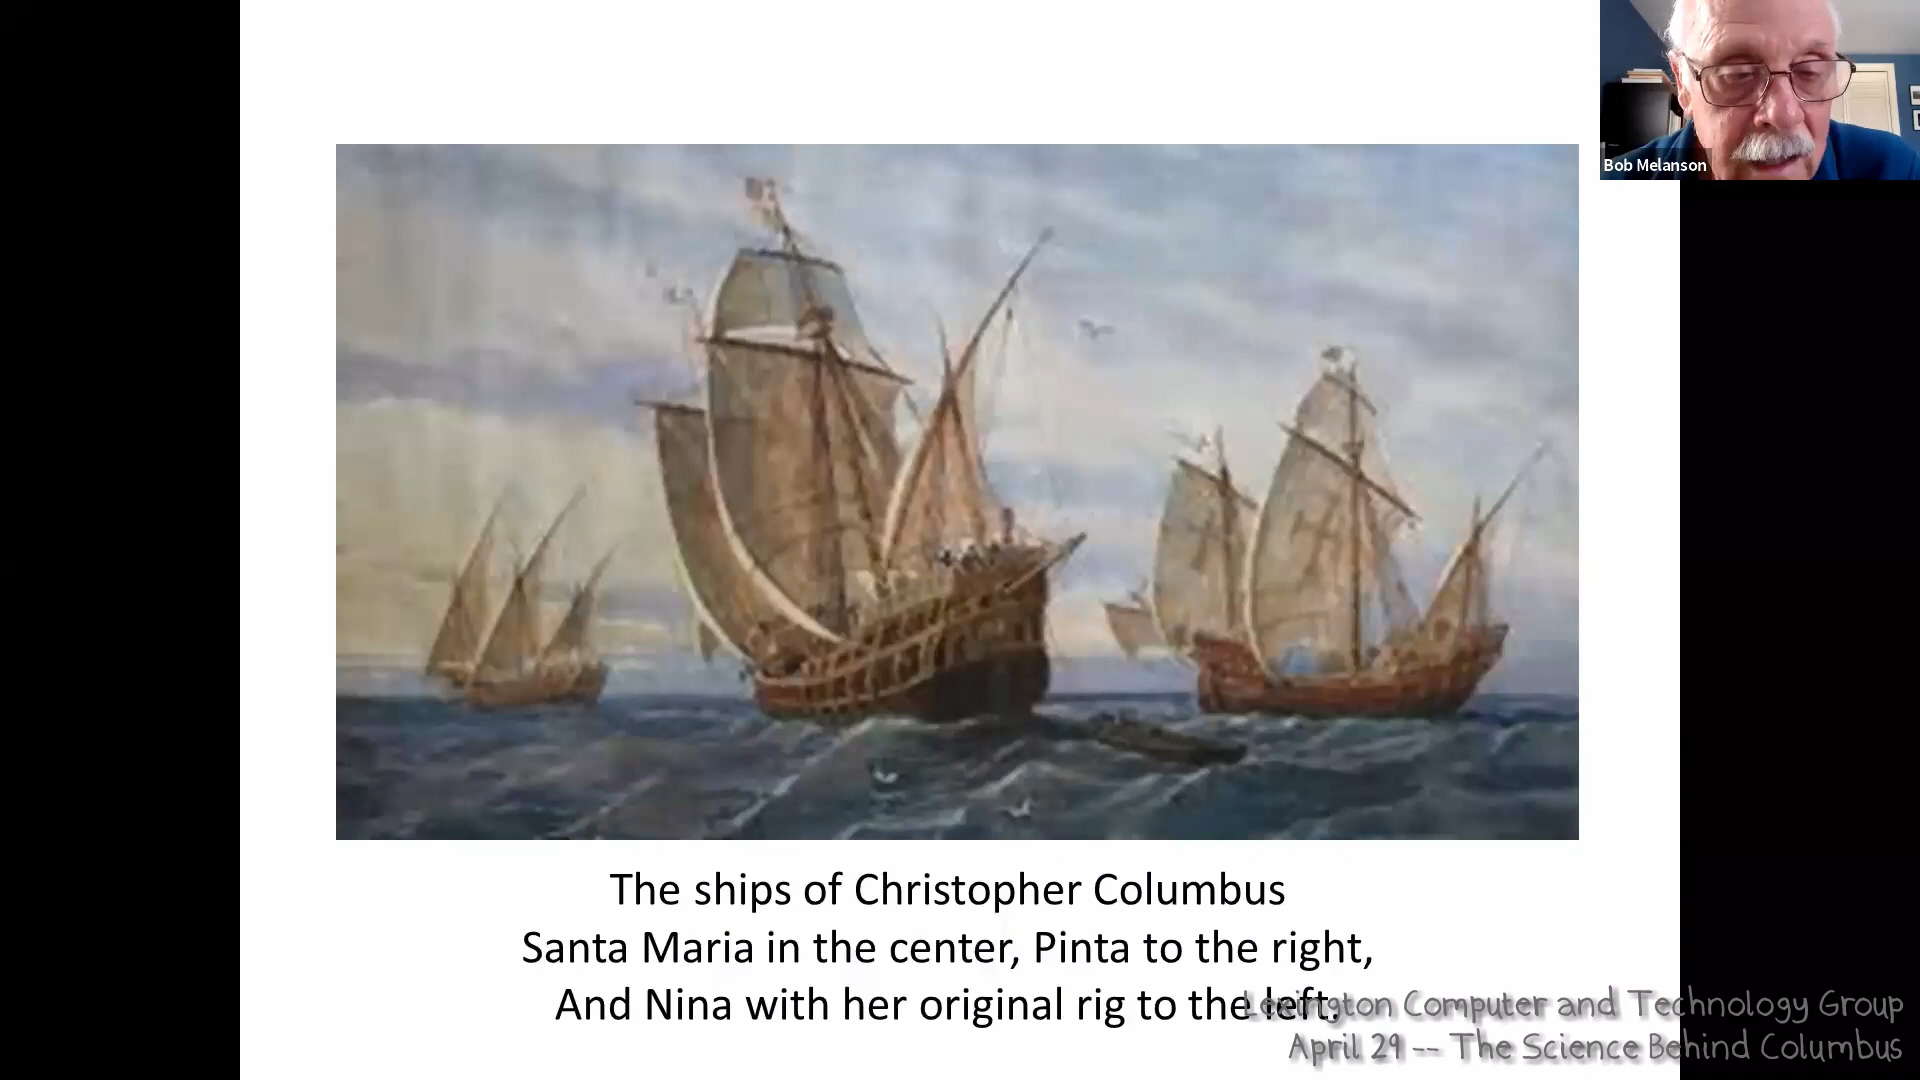 Bob Melanson
The ships of Christopher Columbus
Santa Maria in the center, Pinta to the right,
And Nina with her original rig to the left.
Lexington Computer and Technology Group
April 29 -- The Science Behind Columbus